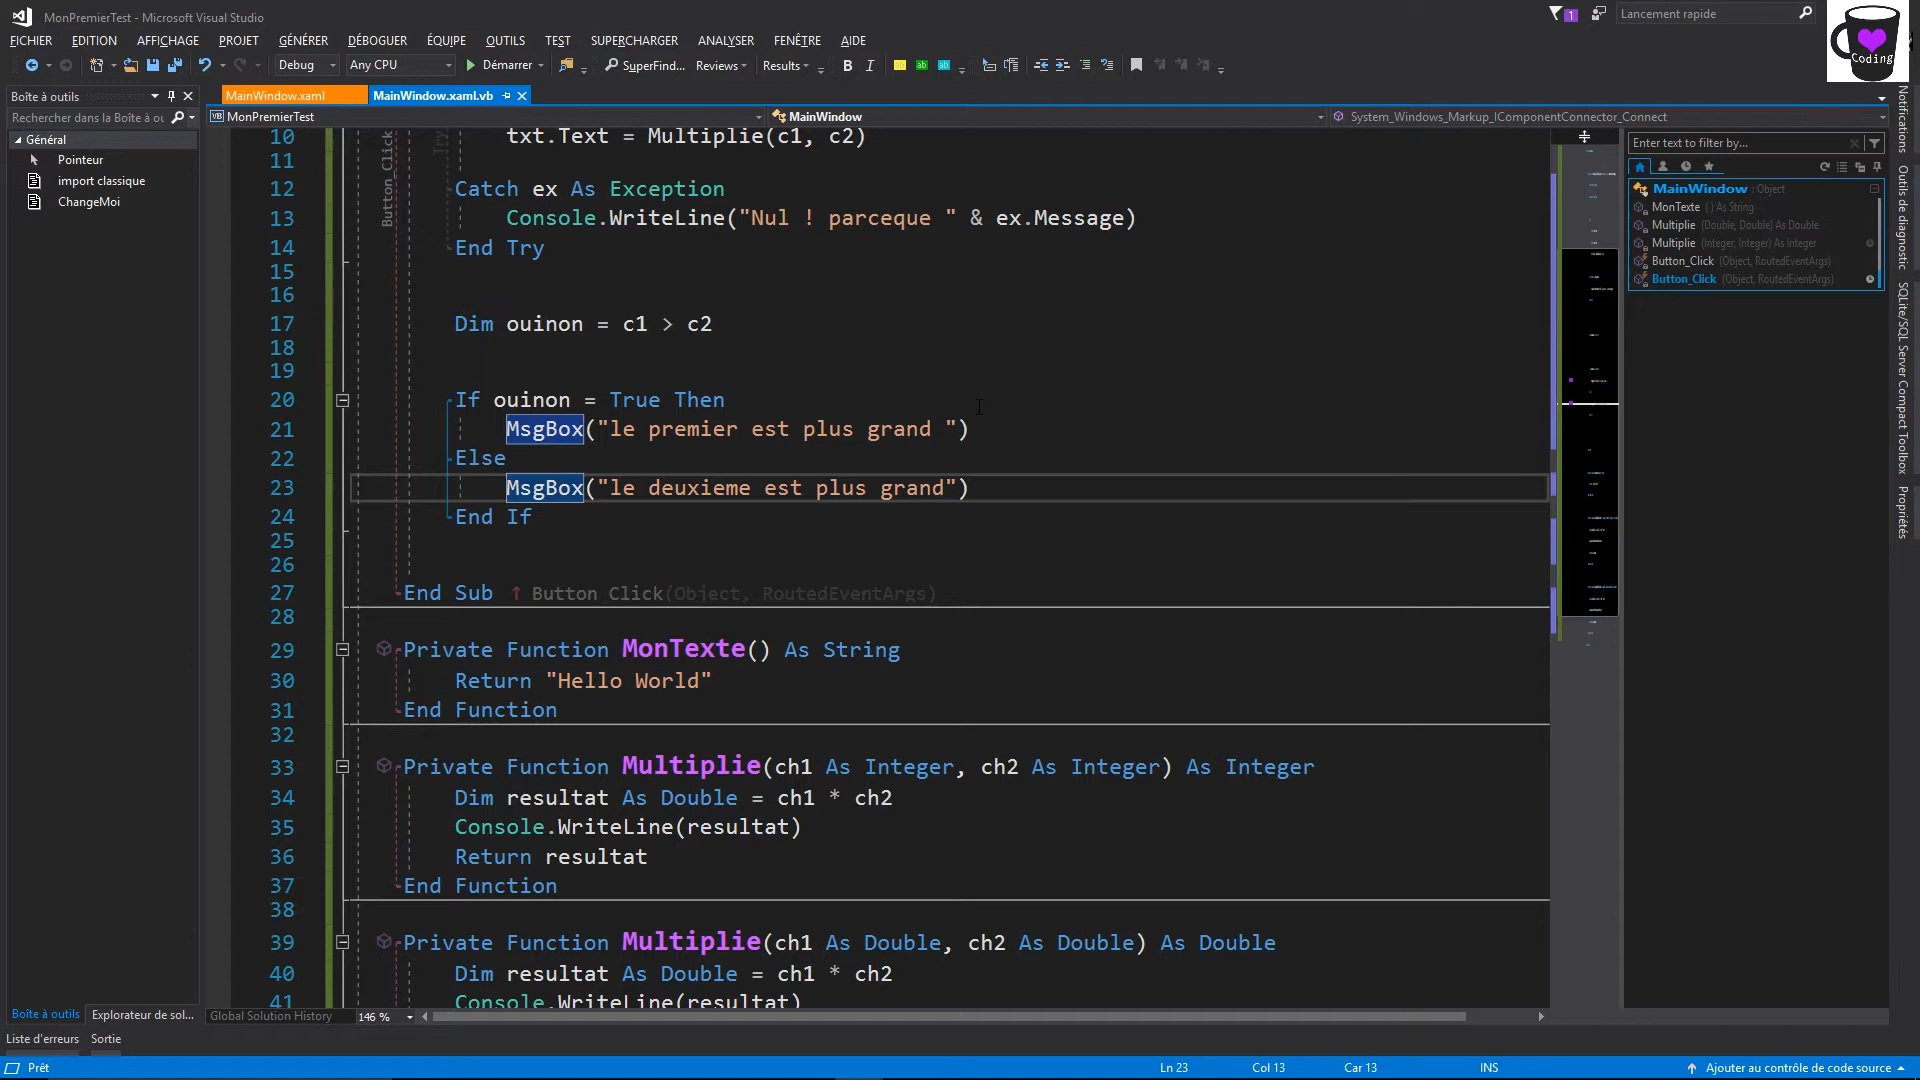 MonPremierTest - Microsoft Visual Studio
1
Lancement rapide
Coding
FICHIER EDITION AFFICHAGE PROJET GÉNÉRER DÉBOGUER ÉQUIPE OUTILS TEST SUPERCHARGER ANALYSER FENÊTRE AIDE
Debug Any CPU Démarrer SuperFind... Reviews Results B I
Boîte à outils
MainWindow.xaml MainWindow.xaml.vb
Rechercher dans la Boîte à ou
MonPremierTest MainWindow System_Windows_Markup_IComponentConnector_Connect
Général
Pointeur
import classique
ChangeMoi
Button_Click
Try
10 txt.Text = Multiplie(c1, c2)
11
12 Catch ex As Exception
13 Console.WriteLine("Nul ! parceque " & ex.Message)
14 End Try
15
16
17 Dim ouinon = c1 > c2
18
19
20 If ouinon = True Then
21 MsgBox("le premier est plus grand ")
22 Else
23 MsgBox("le deuxieme est plus grand")
24 End If
25
26
27 End Sub ↑ Button_Click(Object, RoutedEventArgs)
28
29 Private Function MonTexte() As String
30 Return "Hello World"
31 End Function
32
33 Private Function Multiplie(ch1 As Integer, ch2 As Integer) As Integer
34 Dim resultat As Double = ch1 * ch2
35 Console.WriteLine(resultat)
36 Return resultat
37 End Function
38
39 Private Function Multiplie(ch1 As Double, ch2 As Double) As Double
40 Dim resultat As Double = ch1 * ch2
41 Console.WriteLine(resultat)
Enter text to filter by...
MainWindow : Object
MonTexte ( ) As String
Multiplie (Double, Double) As Double
Multiplie (Integer, Integer) As Integer
Button_Click (Object, RoutedEventArgs)
Button_Click (Object, RoutedEventArgs)
Notifications
Outils de diagnostic
SQLite/SQL Server Compact Toolbox
Propriétés
Boîte à outils Explorateur de sol... Global Solution History 146 %
Liste d'erreurs Sortie
Prêt Ln 23 Col 13 Car 13 INS Ajouter au contrôle de code source